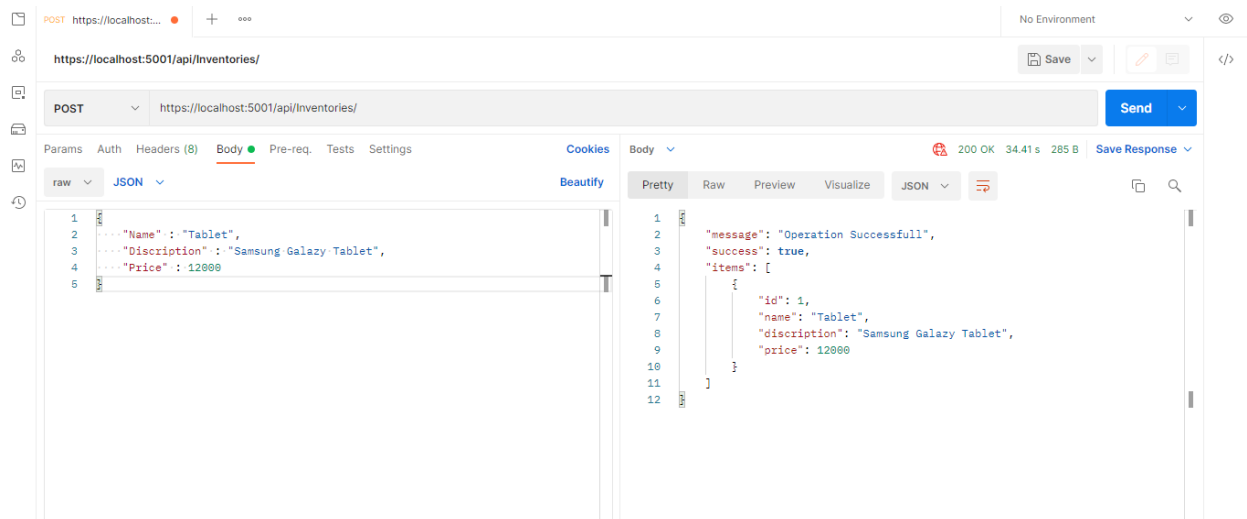 POST https://localhost:... + ooo No Environment
https://localhost:5001/api/Inventories/ Save
POST https://localhost:5001/api/Inventories/ Send
Params Auth Headers (8) Body Pre-req. Tests Settings Cookies
raw JSON Beautify
1 {
2 "Name" : "Tablet",
3 "Discription" : "Samsung Galazy Tablet",
4 "Price" : 12000
5 }
Body 200 OK 34.41 s 285 B Save Response
Pretty Raw Preview Visualize JSON
1 {
2 "message": "Operation Successfull",
3 "success": true,
4 "items": [
5 {
6 "id": 1,
7 "name": "Tablet",
8 "discription": "Samsung Galazy Tablet",
9 "price": 12000
10 }
11 ]
12 }